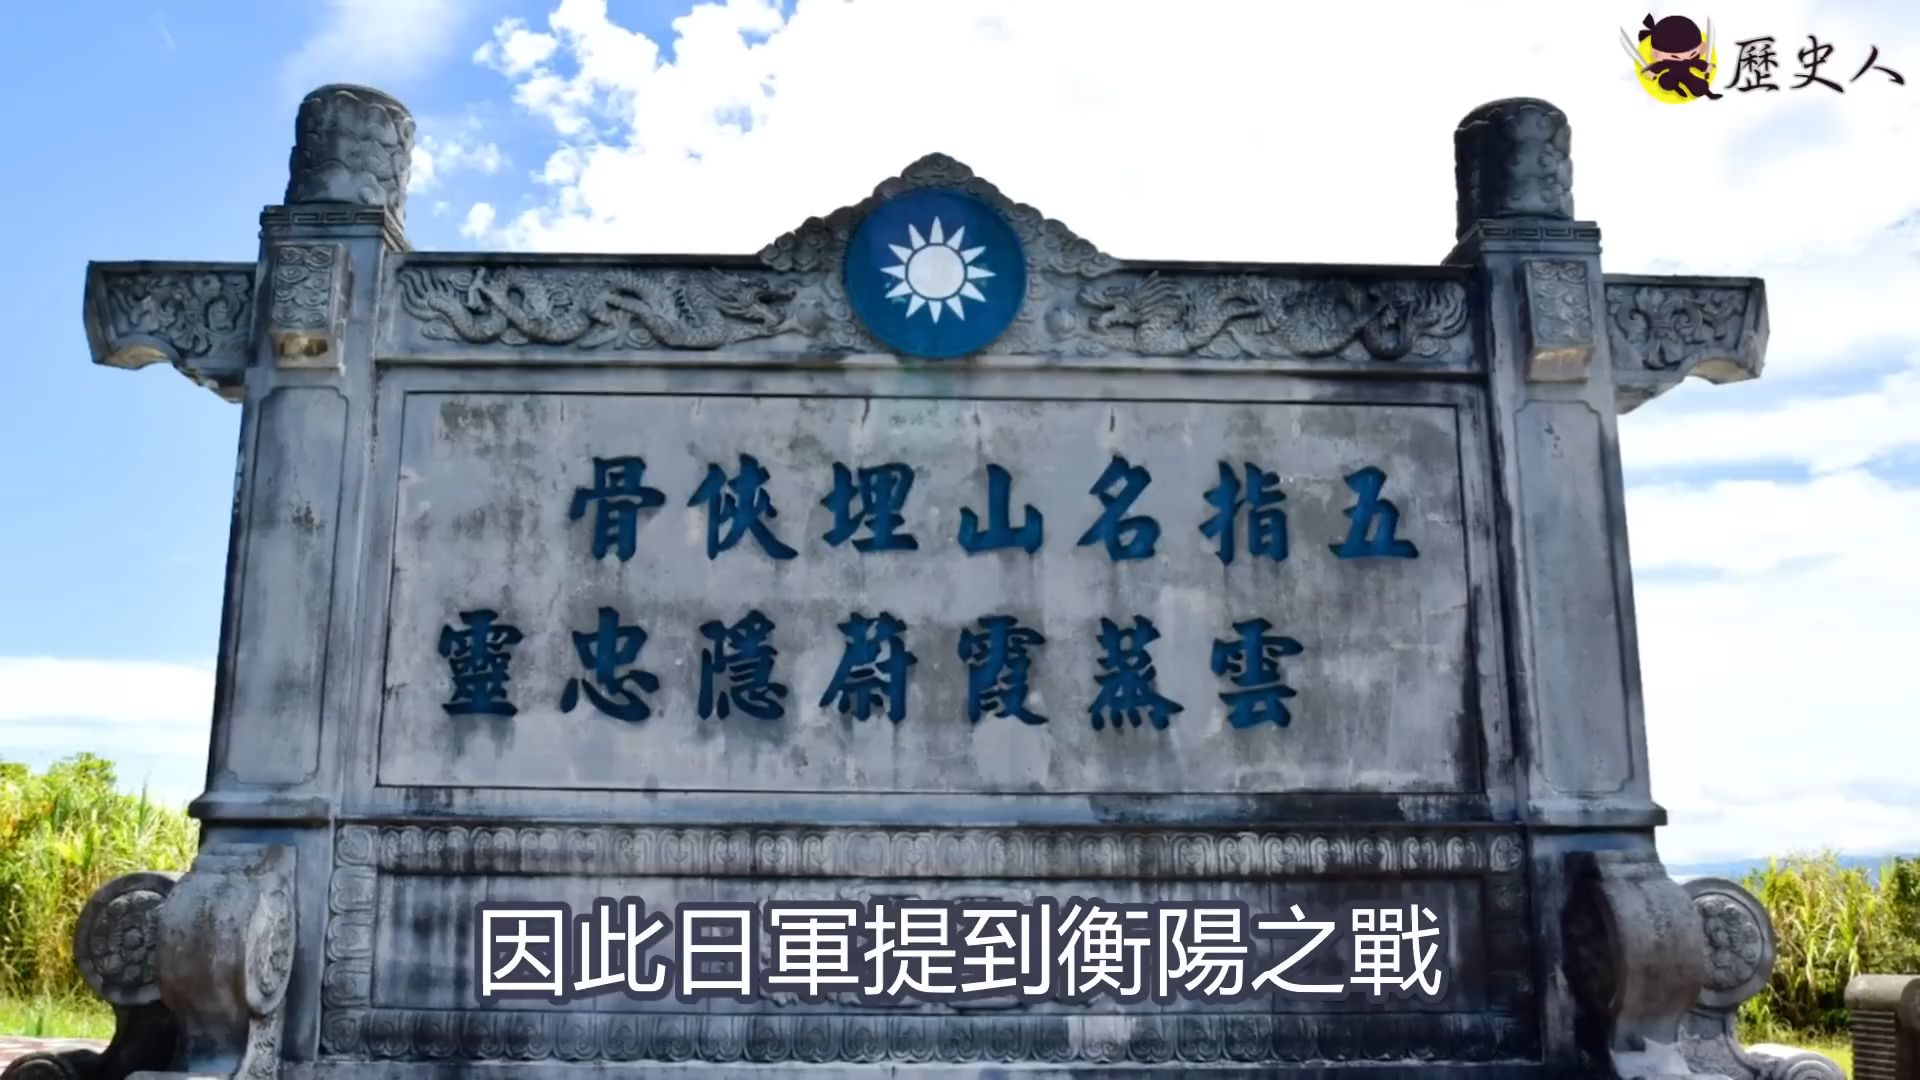 歷史人
五指名山埋俠骨
雲蒸霞蔚隱忠靈
因此日軍提到衡陽之戰